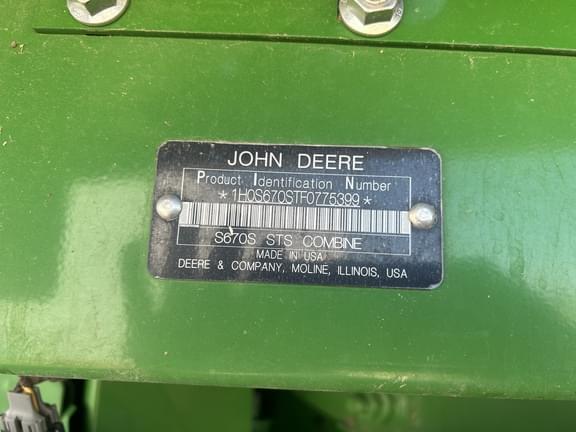 JOHN DEERE
Product Identification Number
*1H0S670STF0775399*
S670S STS COMBINE
MADE IN USA
DEERE & COMPANY, MOLINE, ILLINOIS, USA